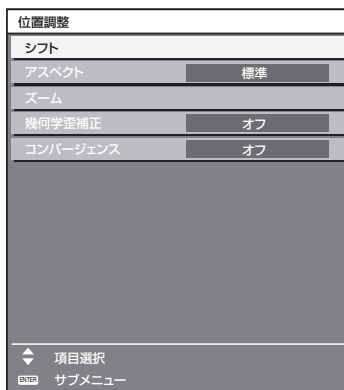 位置調整
シフト
アスペクト 標準
ズーム
幾何学歪補正 オフ
コンバージェンス オフ
項目選択
ENTER サブメニュー